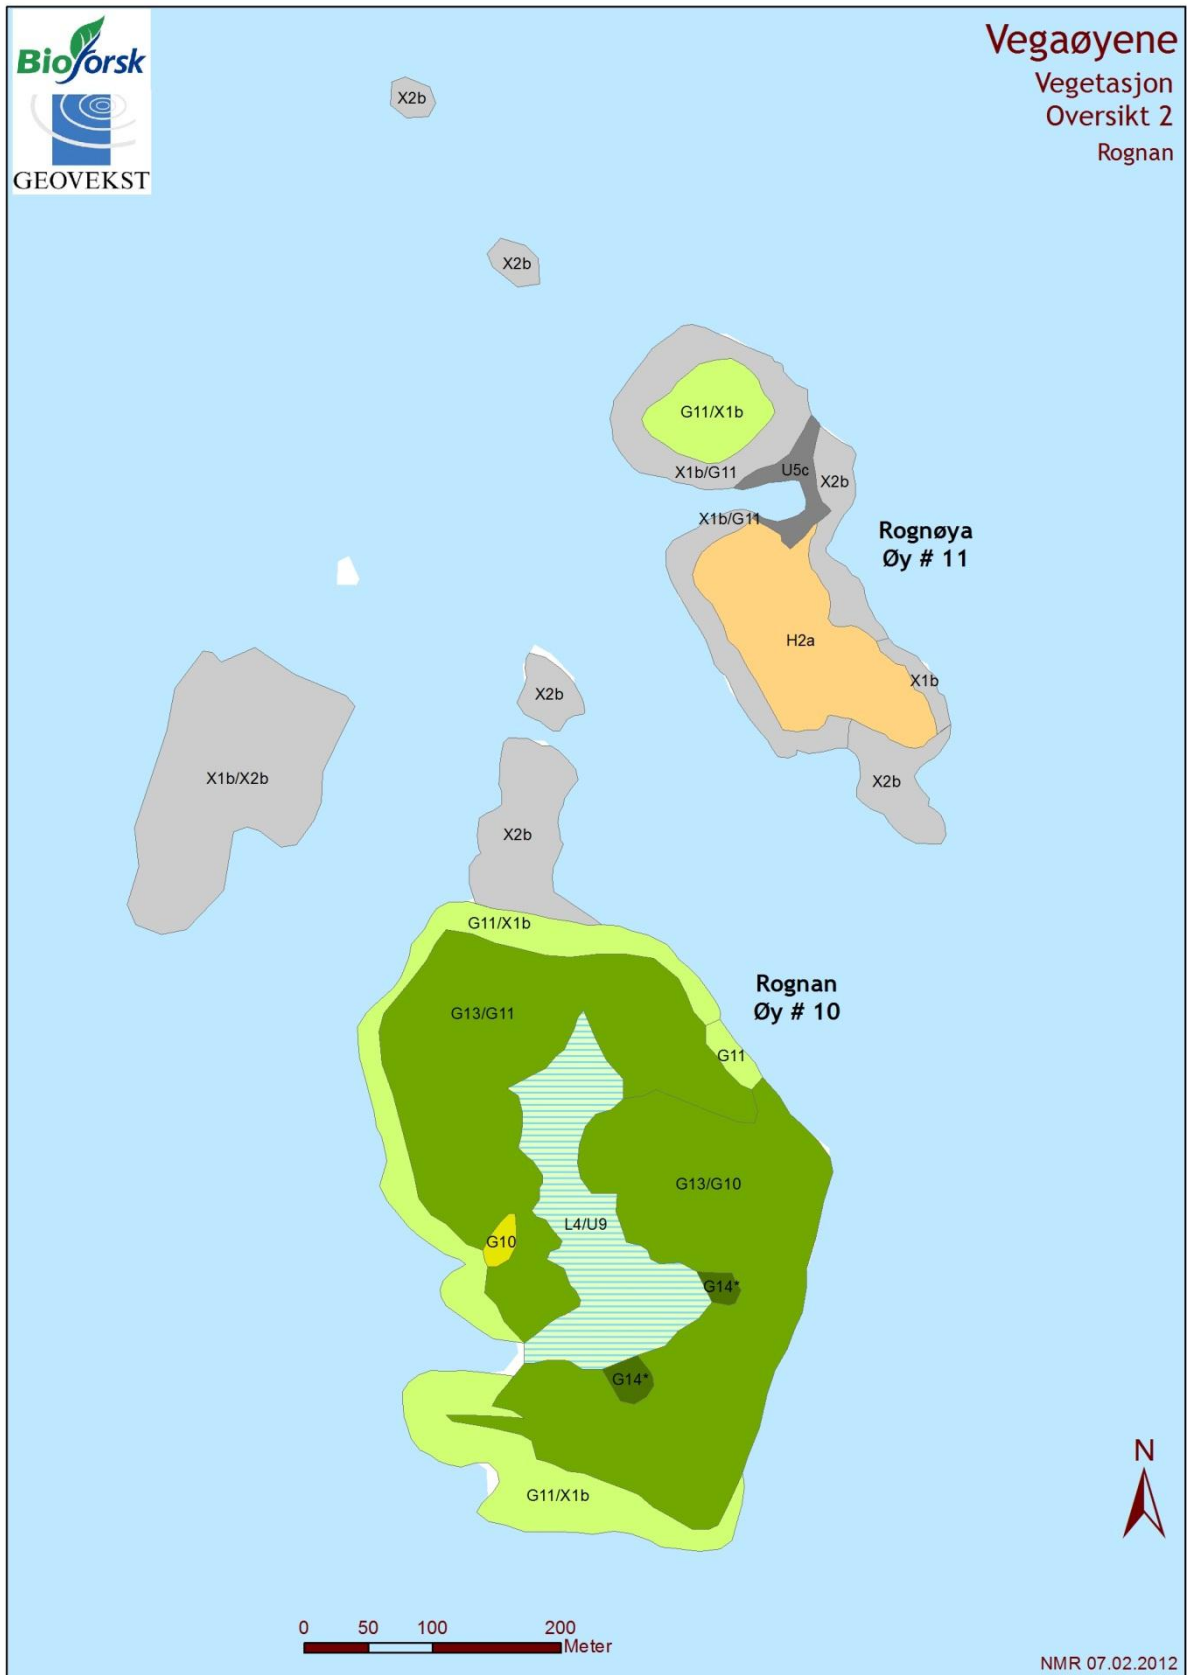 Bioforsk
GEOVEKST
Vegaøyene
Vegetasjon
Oversikt 2
Rognan
X2b
X2b
G11/X1b
X1b/G11
U5c
X2b
X1b/G11
Rognøya
Øy # 11
H2a
X1b
X2b
X1b/X2b
X2b
X2b
G11/X1b
Rognan
Øy # 10
G13/G11
G11
G13/G10
L4/U9
G10
G14*
G14*
G11/X1b
N
0 50 100 200
Meter
NMR 07.02.2012